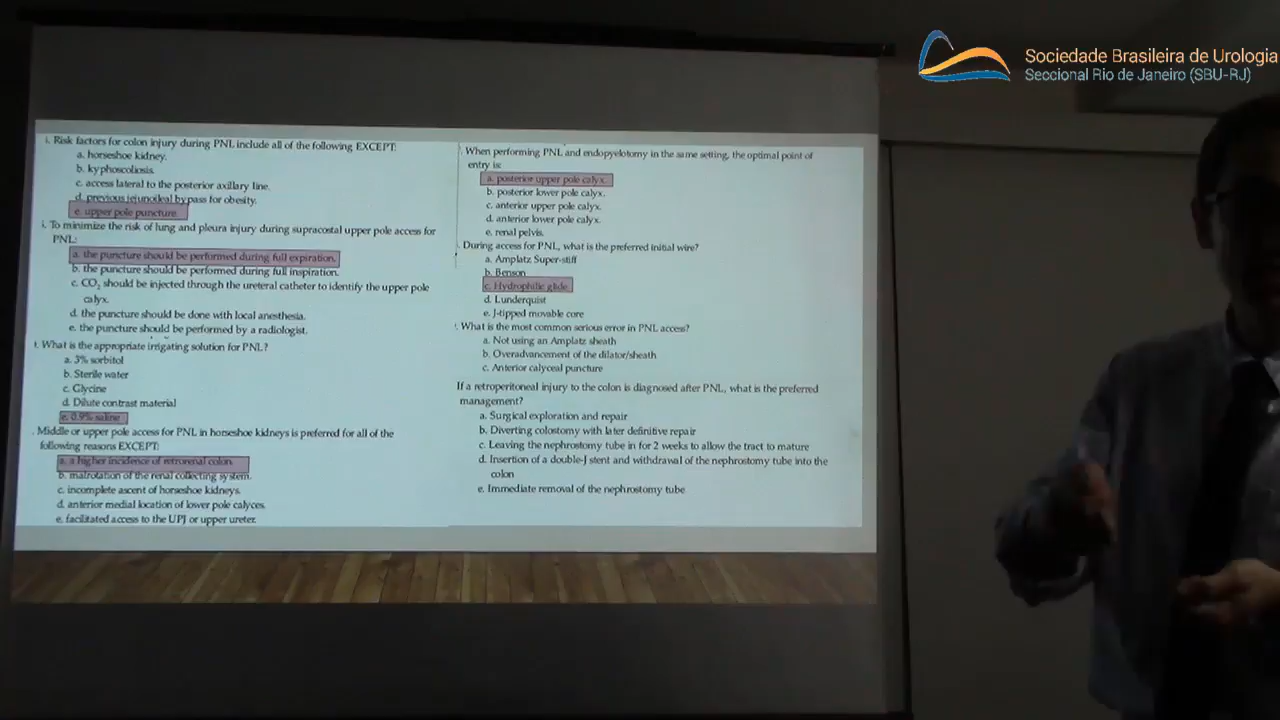 Sociedade Brasileira de Urologia
Seccional Rio de Janeiro (SBU-RJ)
Risk factors for colon injury during PNL include all of the following EXCEPT:
a. horseshoe kidney.
b. kyphoscoliosis.
c. access lateral to the posterior axillary line.
d. previous jejunoileal bypass for obesity.
e. upper pole puncture.
To minimize the risk of lung and pleura injury during supracostal upper pole access for
PNL:
a. the puncture should be performed during full expiration.
b. the puncture should be performed during full inspiration.
c. CO₂ should be injected through the ureteral catheter to identify the upper pole
calyx.
d. the puncture should be done with local anesthesia.
e. the puncture should be performed by a radiologist.
What is the appropriate irrigating solution for PNL?
a. 3% sorbitol
b. Sterile water
c. Glycine
d. Dilute contrast material
e. 0.9% saline
Middle or upper pole access for PNL in horseshoe kidneys is preferred for all of the
following reasons EXCEPT:
a. a higher incidence of retrorenal colon.
b. malrotation of the renal collecting system.
c. incomplete ascent of horseshoe kidneys.
d. anterior medial location of lower pole calyces.
e. facilitated access to the UPJ or upper ureter.
When performing PNL and endopyelotomy in the same setting, the optimal point of
entry is:
a. posterior upper pole calyx.
b. posterior lower pole calyx.
c. anterior upper pole calyx.
d. anterior lower pole calyx.
e. renal pelvis.
During access for PNL, what is the preferred initial wire?
a. Amplatz Super-stiff
b. Benson
c. Hydrophilic glide
d. Lunderquist
e. J-tipped movable core
What is the most common serious error in PNL access?
a. Not using an Amplatz sheath
b. Overadvancement of the dilator/sheath
c. Anterior calyceal puncture
If a retroperitoneal injury to the colon is diagnosed after PNL, what is the preferred
management?
a. Surgical exploration and repair
b. Diverting colostomy with later definitive repair
c. Leaving the nephrostomy tube in for 2 weeks to allow the tract to mature
d. Insertion of a double-J stent and withdrawal of the nephrostomy tube into the
colon
e. Immediate removal of the nephrostomy tube